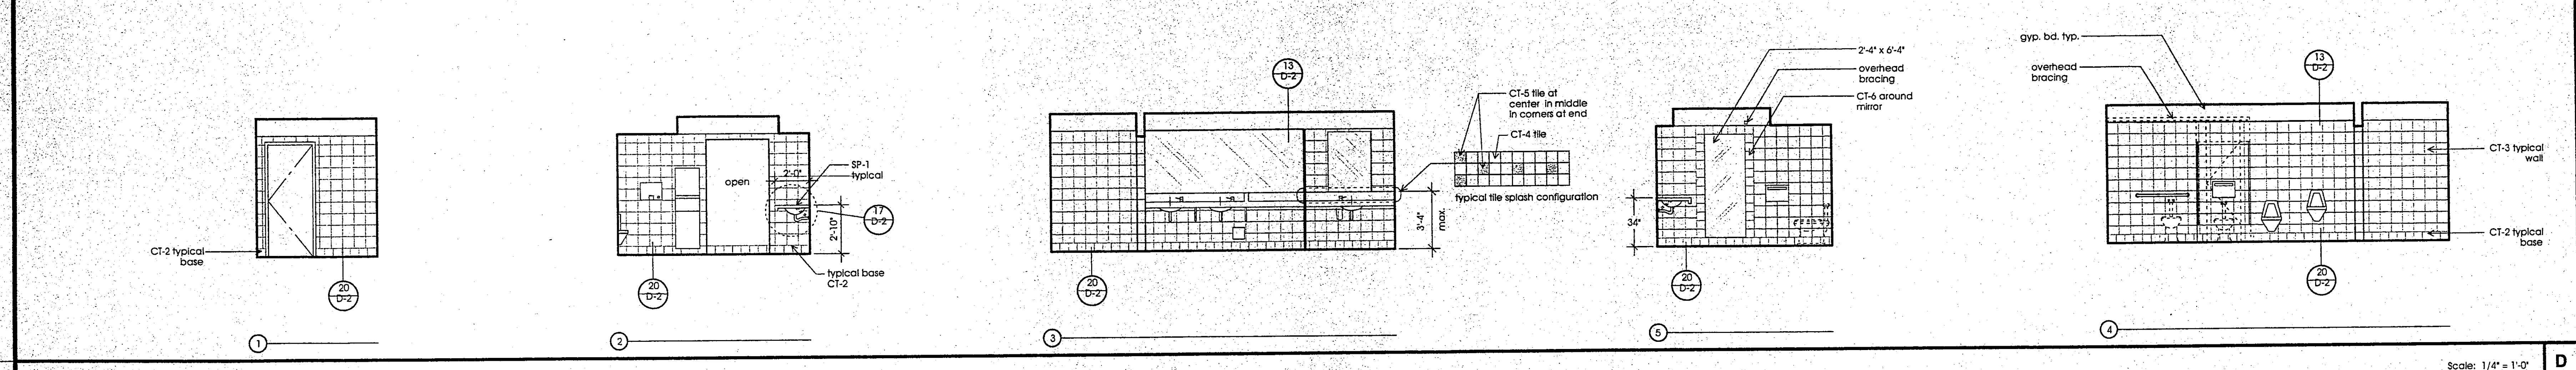 CT-2 typical
base
20
D-2
1
open
2'-0"
SP-1
typical
17
D-2
2'-10"
typical base
CT-2
20
D-2
2
13
D-2
CT-5 tile at
center in middle
in corners at end
CT-4 tile
typical tile splash configuration
3'-4"
max.
20
D-2
3
2'-4" x 6'-4"
overhead
bracing
CT-6 around
mirror
34"
20
D-2
5
gyp. bd. typ.
overhead
bracing
13
D-2
CT-3 typical
wall
CT-2 typical
base
20
D-2
4
Scale: 1/4" = 1'-0"
D